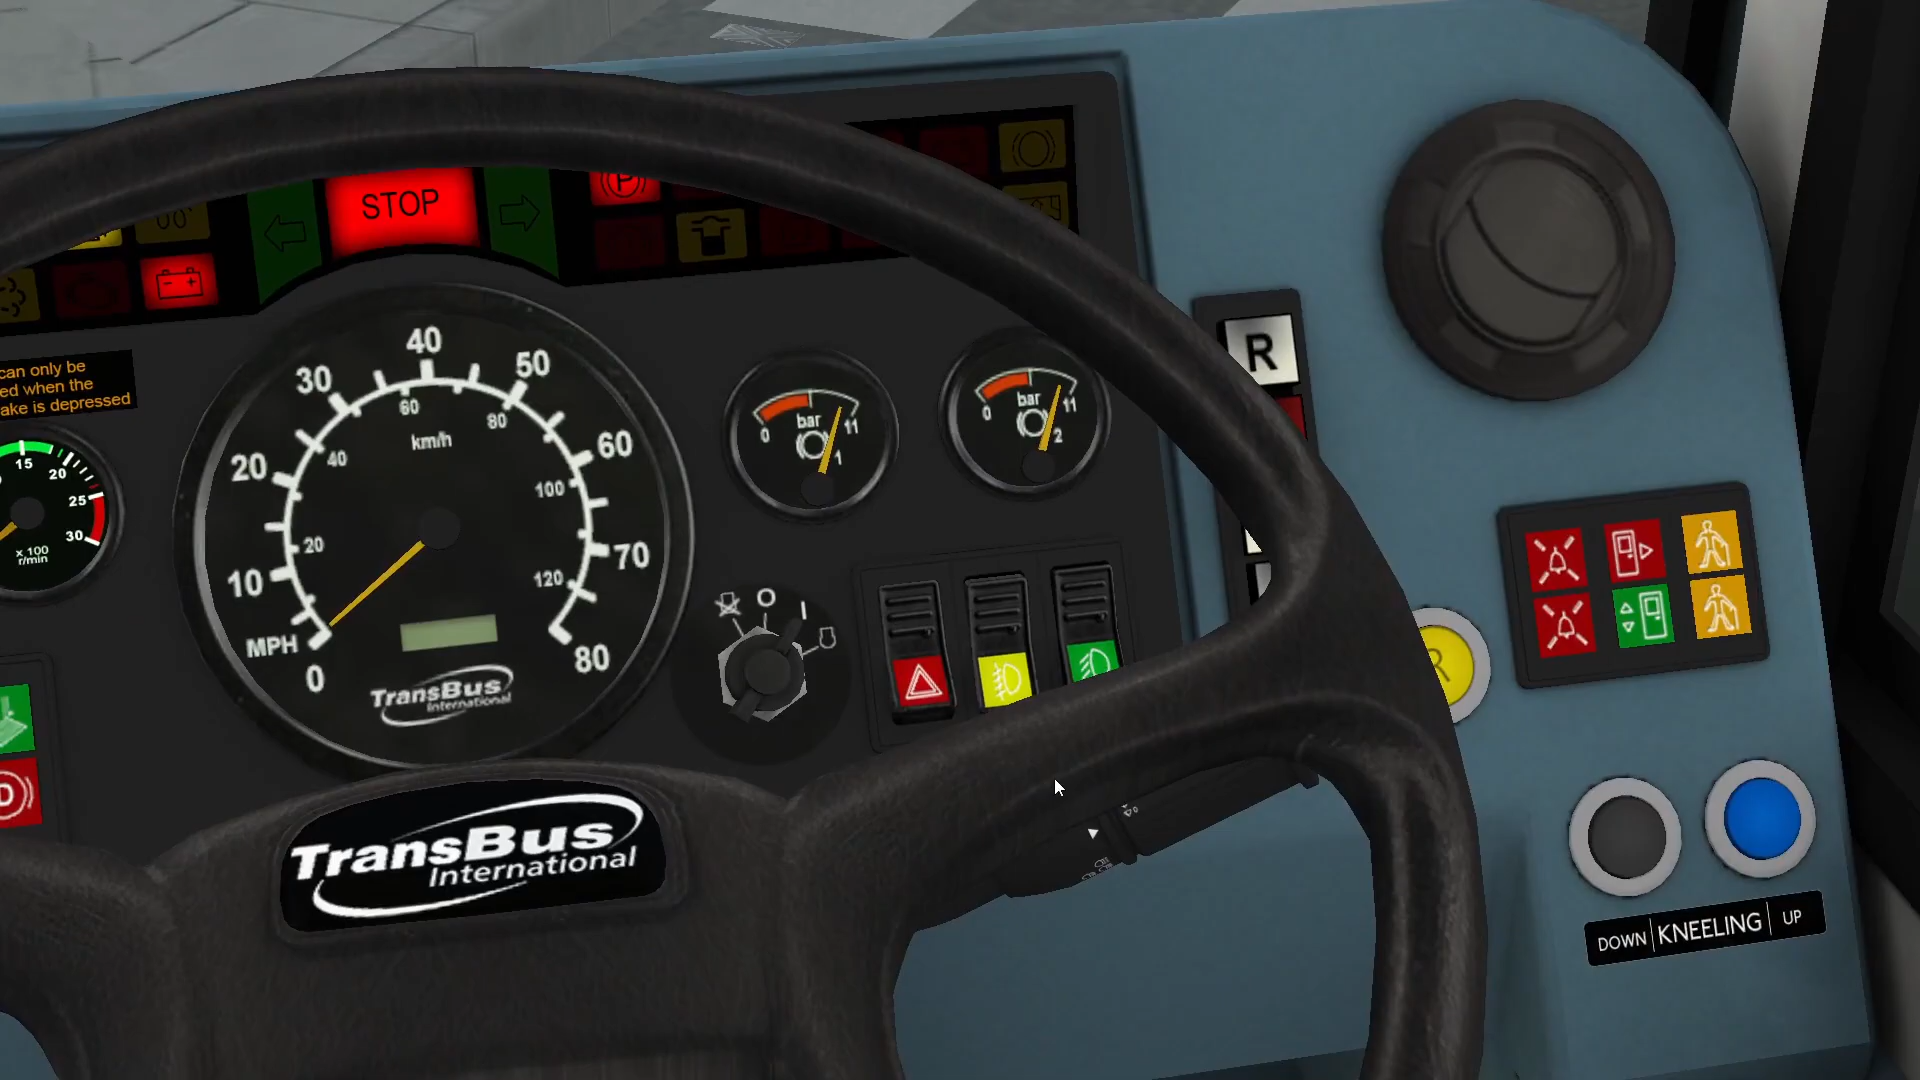 STOP
P
can only be
ed when the
ake is depressed
15
20
25
30
x 100
r/min
0
10
20
30
40
50
60
70
80
MPH
20
40
60
80
100
120
km/h
TransBus
International
bar
0
11
1
bar
0
11
2
O
I
R
R
D
TransBus
International
DOWN
KNEELING
UP